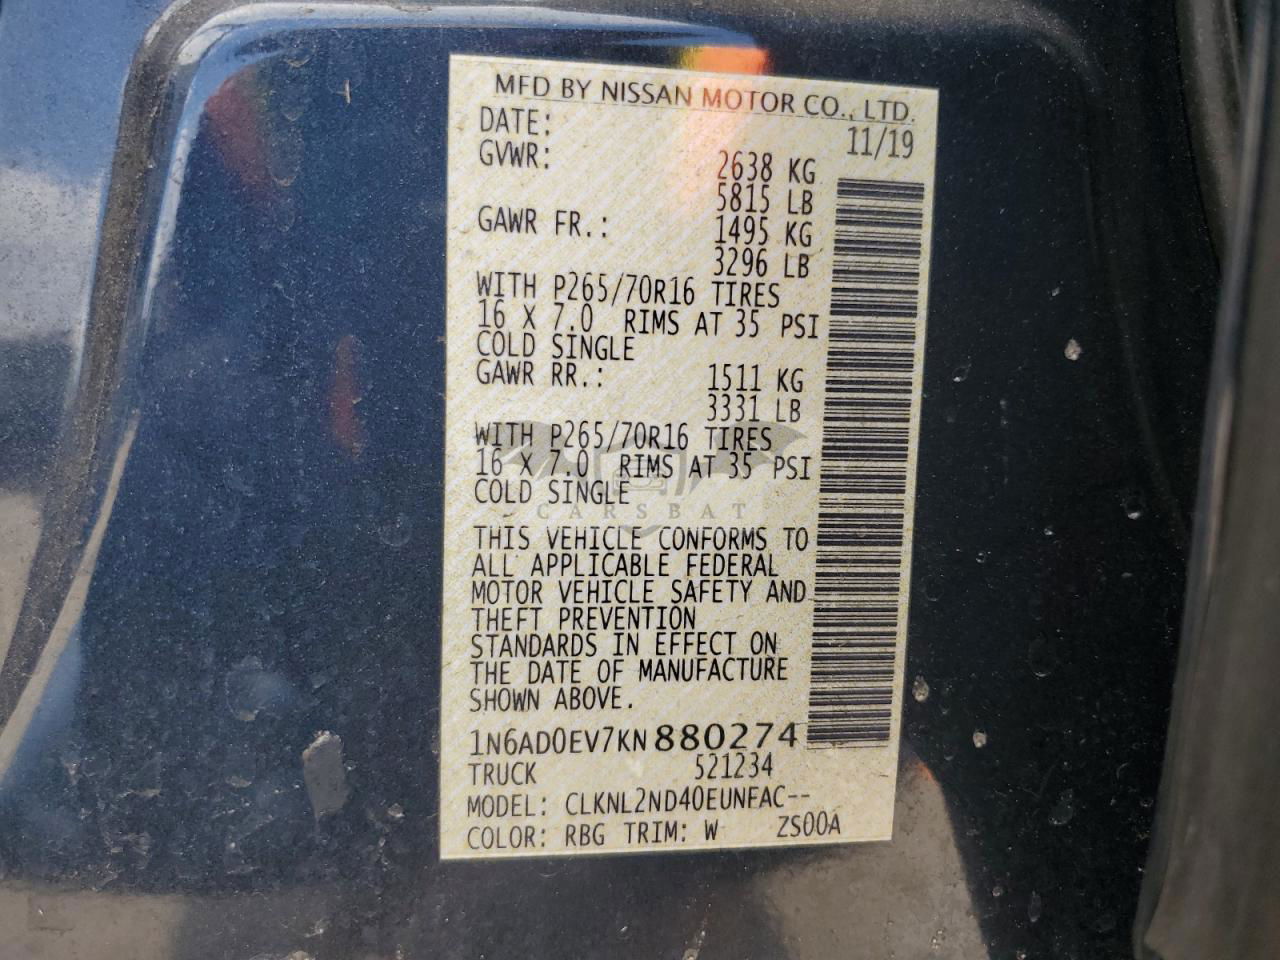 MFD BY NISSAN MOTOR CO., LTD.
DATE: 11/19
GVWR: 2638 KG
5815 LB
GAWR FR.: 1495 KG
3296 LB
WITH P265/70R16 TIRES
16 X 7.0 RIMS AT 35 PSI
COLD SINGLE
GAWR RR.: 1511 KG
3331 LB
WITH P265/70R16 TIRES
16 X 7.0 RIMS AT 35 PSI
COLD SINGLE
CARSBAT
THIS VEHICLE CONFORMS TO
ALL APPLICABLE FEDERAL
MOTOR VEHICLE SAFETY AND
THEFT PREVENTION
STANDARDS IN EFFECT ON
THE DATE OF MANUFACTURE
SHOWN ABOVE.
1N6AD0EV7KN880274
TRUCK 521234
MODEL: CLKNL2ND40EUNFAC--
COLOR: RBG TRIM: W ZS00A